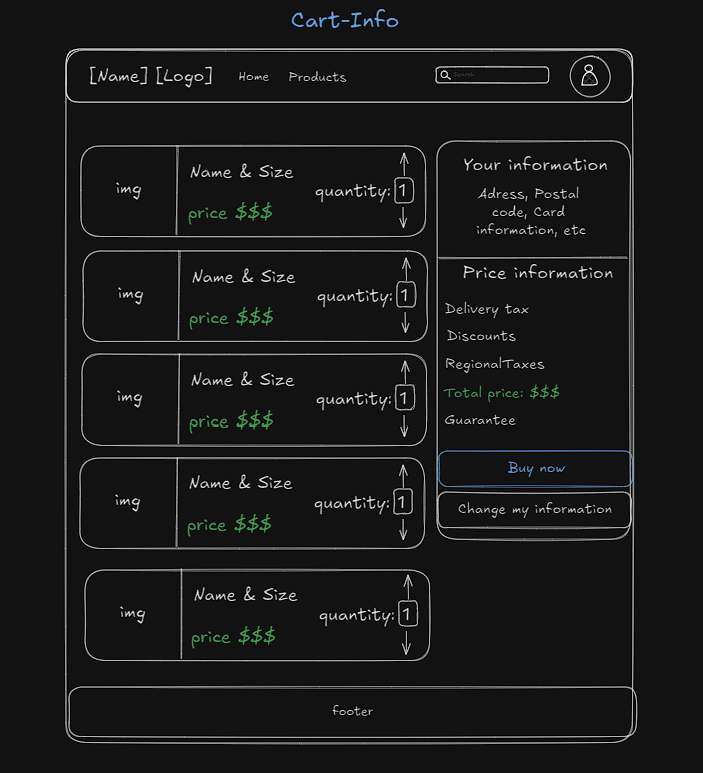 Cart-Info
[Name] [Logo] Home Products Search
img
Name & Size
price $$$
quantity: 1
img
Name & Size
price $$$
quantity: 1
img
Name & Size
price $$$
quantity: 1
img
Name & Size
price $$$
quantity: 1
img
Name & Size
price $$$
quantity: 1
Your information
Adress, Postal
code, Card
information, etc
Price information
Delivery tax
Discounts
RegionalTaxes
Total price: $$$
Guarantee
Buy now
Change my information
footer